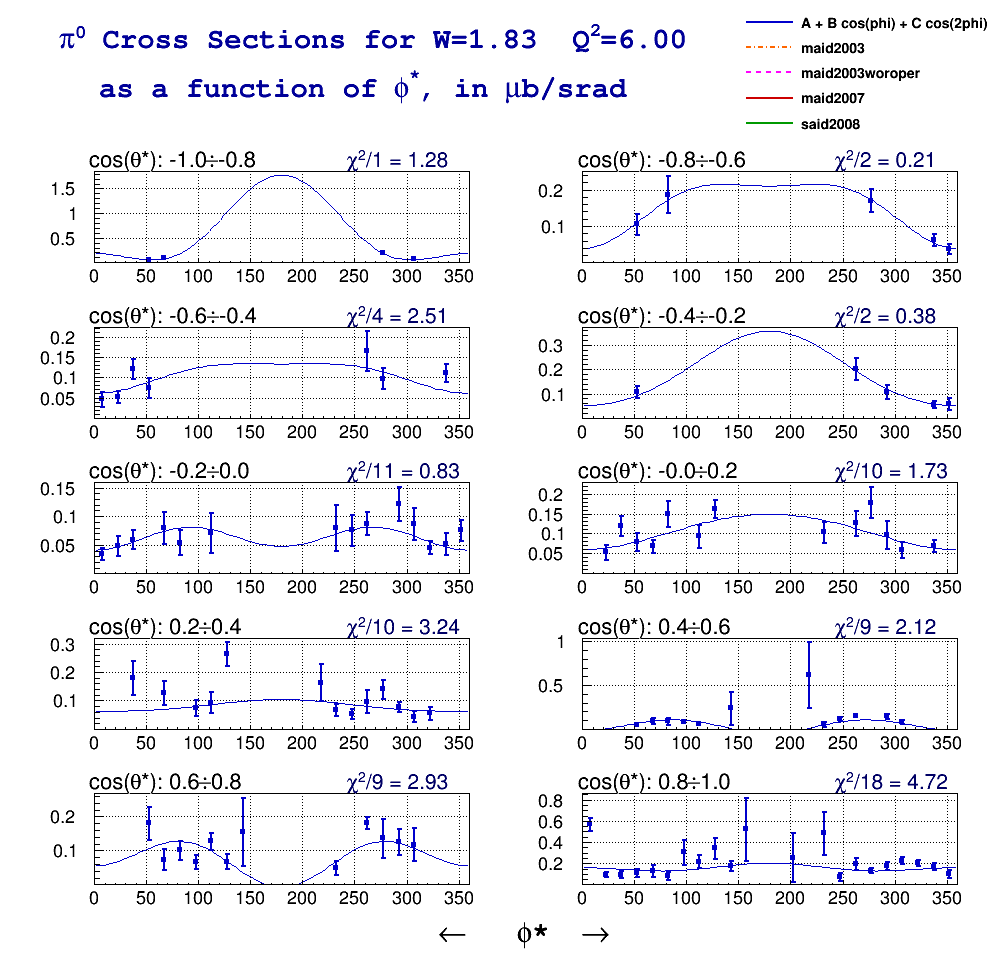 π⁰ Cross Sections for W=1.83 Q²=6.00
as a function of ϕ*, in μb/srad
A + B cos(phi) + C cos(2phi)
maid2003
maid2003woroper
maid2007
said2008
cos(θ*): -1.0÷-0.8 χ²/1 = 1.28
1.5
1
0.5
0 50 100 150 200 250 300 350
cos(θ*): -0.8÷-0.6 χ²/2 = 0.21
0.2
0.1
0 50 100 150 200 250 300 350
cos(θ*): -0.6÷-0.4 χ²/4 = 2.51
0.2
0.15
0.1
0.05
0 50 100 150 200 250 300 350
cos(θ*): -0.4÷-0.2 χ²/2 = 0.38
0.3
0.2
0.1
0 50 100 150 200 250 300 350
cos(θ*): -0.2÷0.0 χ²/11 = 0.83
0.15
0.1
0.05
0 50 100 150 200 250 300 350
cos(θ*): -0.0÷0.2 χ²/10 = 1.73
0.2
0.15
0.1
0.05
0 50 100 150 200 250 300 350
cos(θ*): 0.2÷0.4 χ²/10 = 3.24
0.3
0.2
0.1
0 50 100 150 200 250 300 350
cos(θ*): 0.4÷0.6 χ²/9 = 2.12
1
0.5
0 50 100 150 200 250 300 350
cos(θ*): 0.6÷0.8 χ²/9 = 2.93
0.2
0.1
0 50 100 150 200 250 300 350
cos(θ*): 0.8÷1.0 χ²/18 = 4.72
0.8
0.6
0.4
0.2
0 50 100 150 200 250 300 350
← ϕ* →